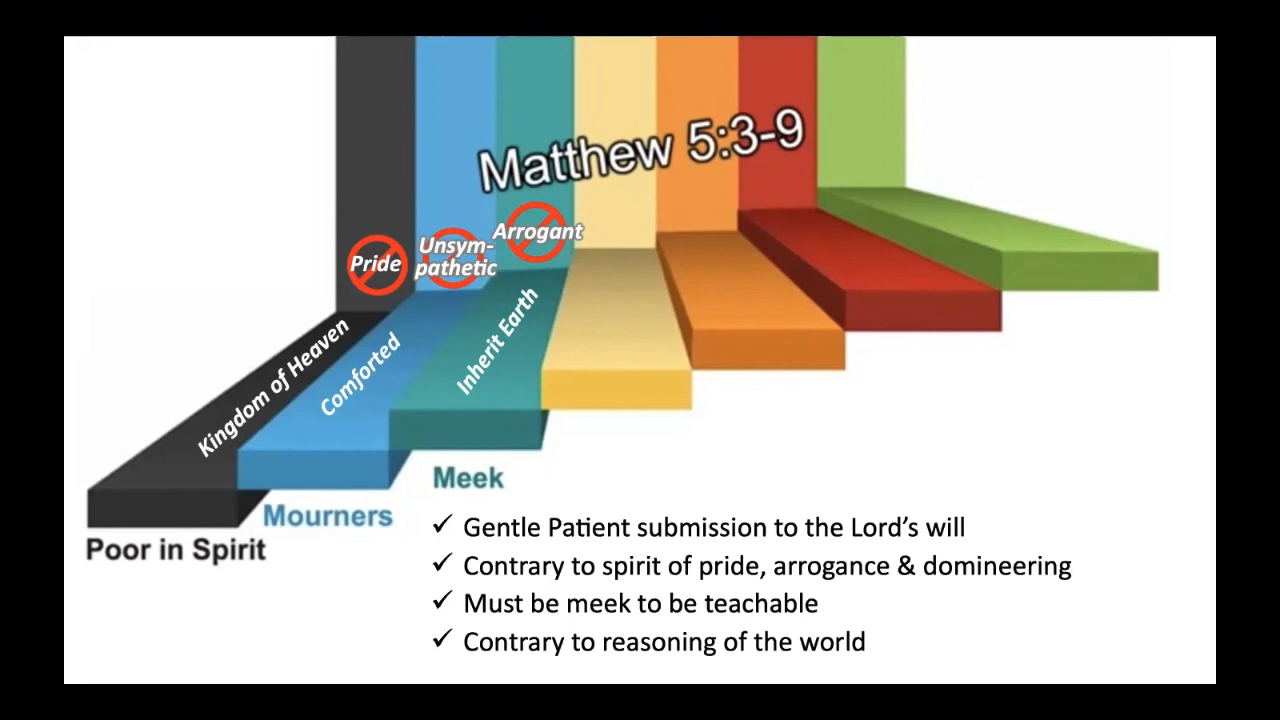 Matthew 5:3-9
Pride
Unsym-
pathetic
Arrogant
Kingdom of Heaven
Comforted
Inherit Earth
Poor in Spirit
Mourners
Meek
✓ Gentle Patient submission to the Lord's will
✓ Contrary to spirit of pride, arrogance & domineering
✓ Must be meek to be teachable
✓ Contrary to reasoning of the world